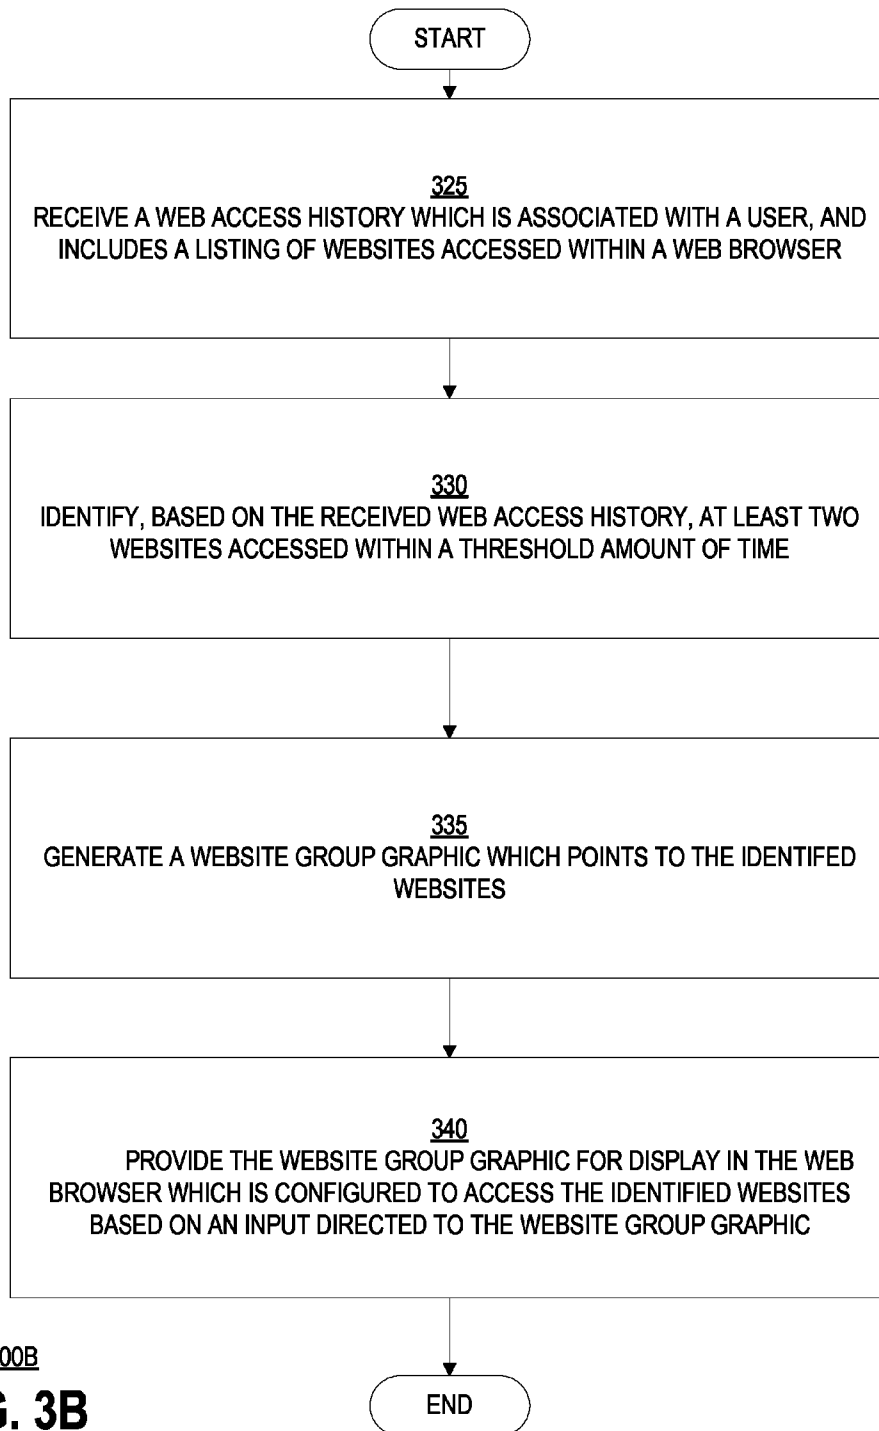 START
325
RECEIVE A WEB ACCESS HISTORY WHICH IS ASSOCIATED WITH A USER, AND
INCLUDES A LISTING OF WEBSITES ACCESSED WITHIN A WEB BROWSER
330
IDENTIFY, BASED ON THE RECEIVED WEB ACCESS HISTORY, AT LEAST TWO
WEBSITES ACCESSED WITHIN A THRESHOLD AMOUNT OF TIME
335
GENERATE A WEBSITE GROUP GRAPHIC WHICH POINTS TO THE IDENTIFED
WEBSITES
340
PROVIDE THE WEBSITE GROUP GRAPHIC FOR DISPLAY IN THE WEB
BROWSER WHICH IS CONFIGURED TO ACCESS THE IDENTIFIED WEBSITES
BASED ON AN INPUT DIRECTED TO THE WEBSITE GROUP GRAPHIC
00B
G. 3B
END